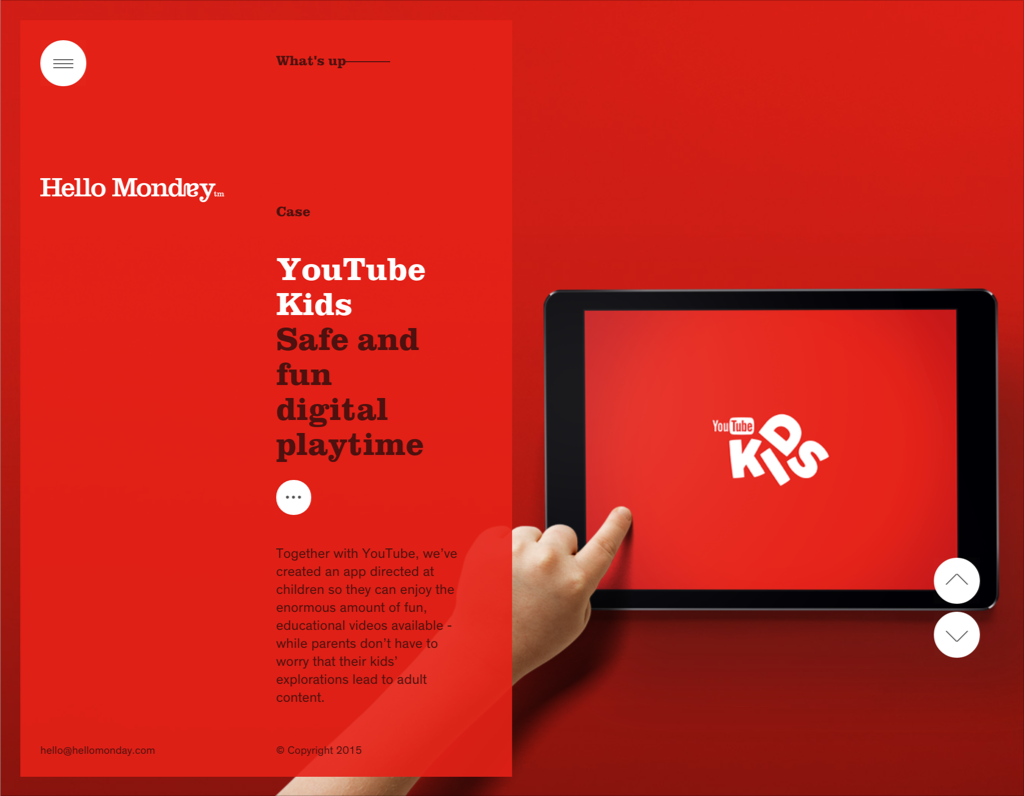 What's up
Hello Monday tm
Case
YouTube
Kids
Safe and
fun
digital
playtime
Together with YouTube, we've
created an app directed at
children so they can enjoy the
enormous amount of fun,
educational videos available -
while parents don't have to
worry that their kids'
explorations lead to adult
content.
hello@hellomonday.com
© Copyright 2015
YouTube
KIDS